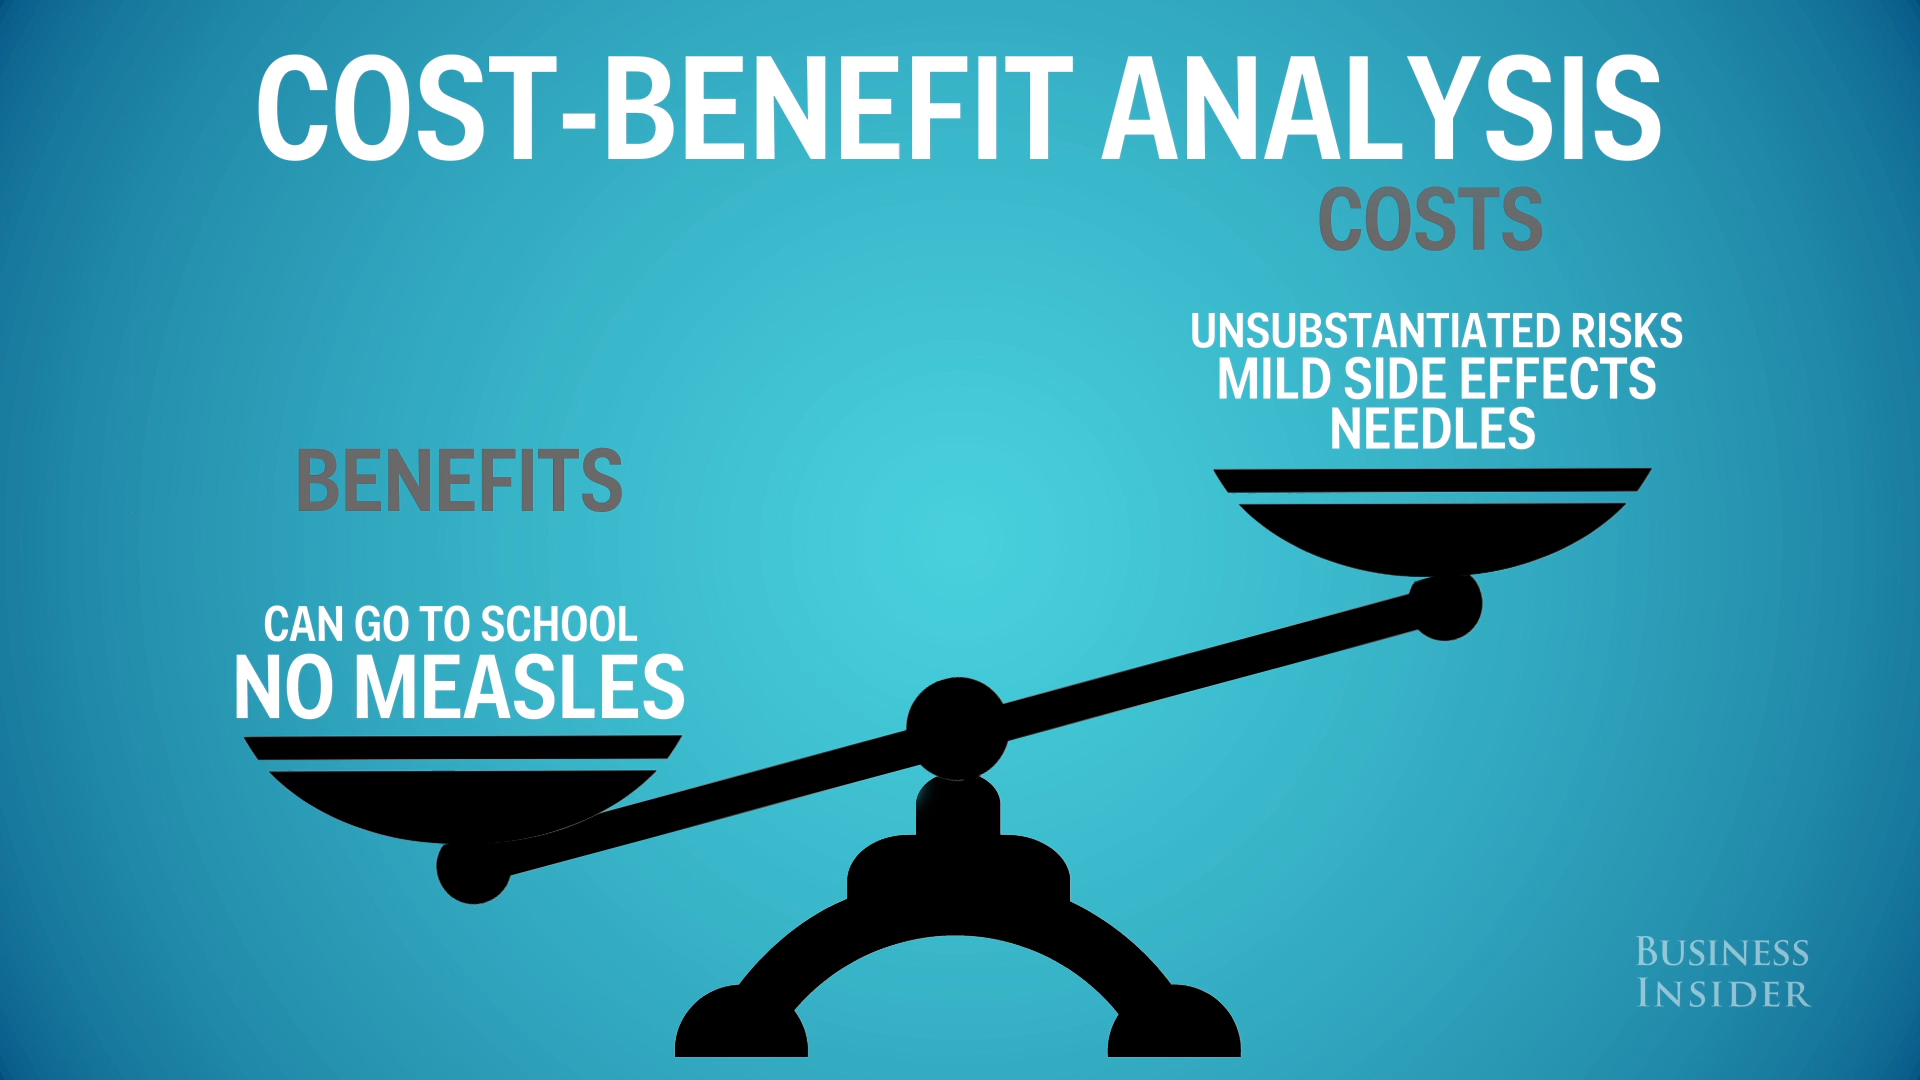 COST-BENEFIT ANALYSIS
COSTS
UNSUBSTANTIATED RISKS
MILD SIDE EFFECTS
NEEDLES
BENEFITS
CAN GO TO SCHOOL
NO MEASLES
BUSINESS
INSIDER